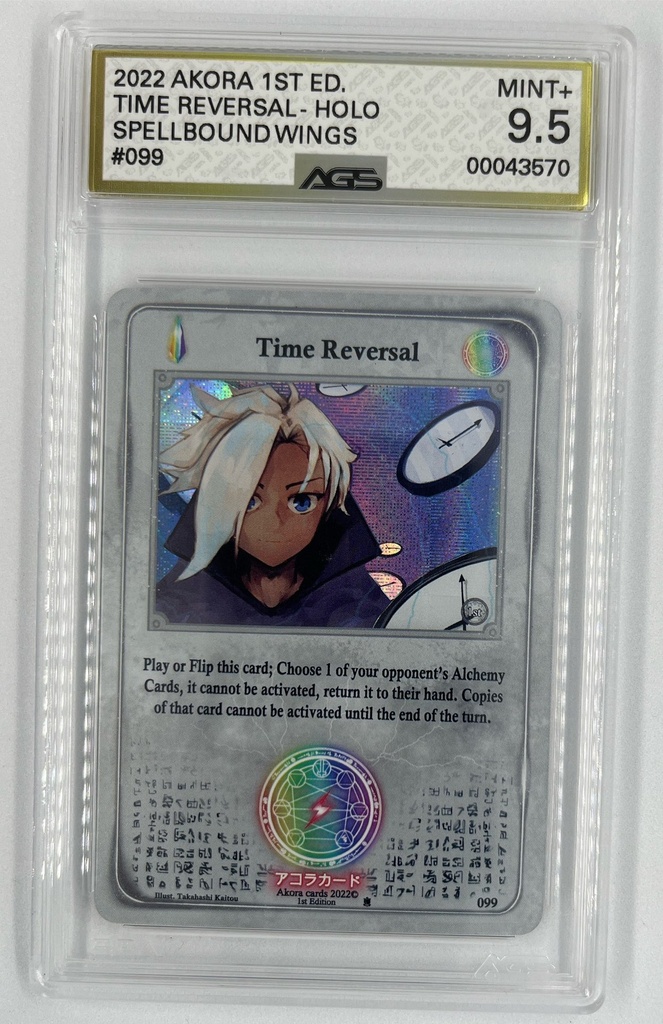 2022 AKORA 1ST ED.
TIME REVERSAL - HOLO
SPELLBOUND WINGS
#099
MINT+
9.5
00043570
AGS
Time Reversal
1st
Play or Flip this card; Choose 1 of your opponent's Alchemy
Cards, it cannot be activated, return it to their hand. Copies
of that card cannot be activated until the end of the turn.
アコラカード
Akora cards 2022©
1st Edition
Illust. Takahashi Kaitou
099
AGS